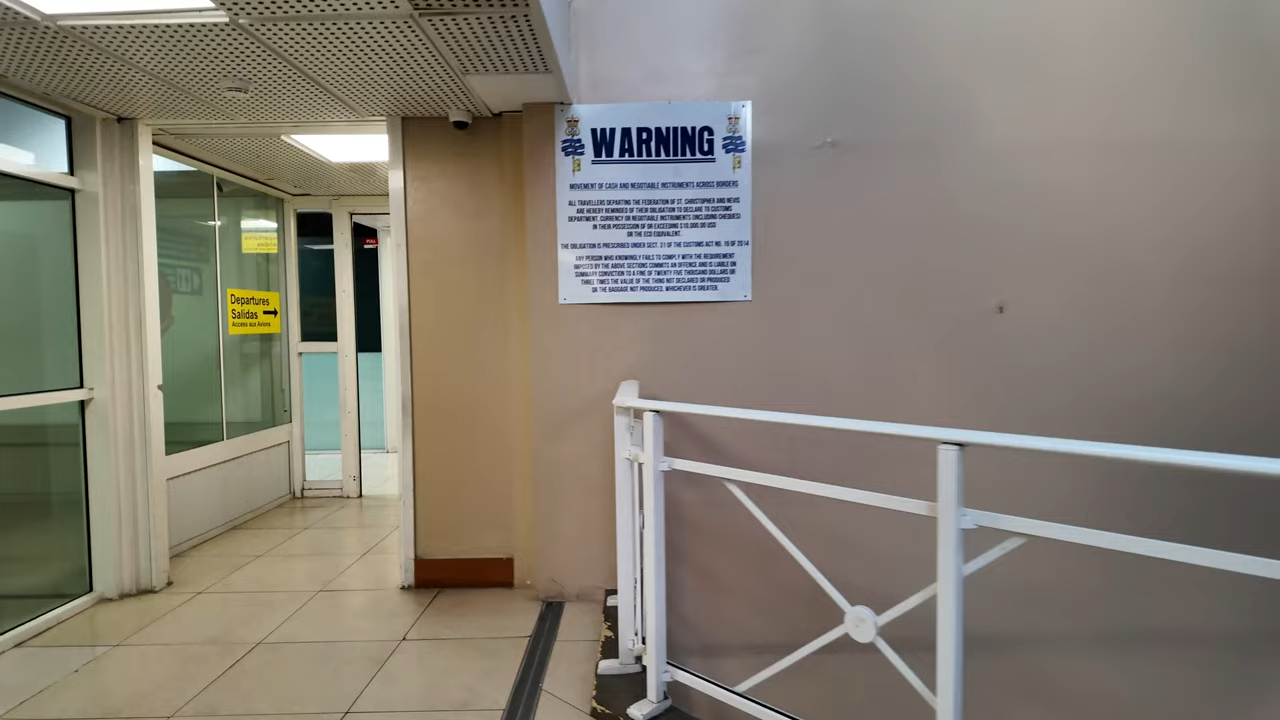 WARNING
MOVEMENT OF CASH AND NEGOTIABLE INSTRUMENTS ACROSS BORDERS
ALL TRAVELLERS DEPARTING THE FEDERATION OF ST. CHRISTOPHER AND NEVIS
ARE HEREBY REMINDED OF THEIR OBLIGATION TO DECLARE TO CUSTOMS
DEPARTMENT, CURRENCY OR NEGOTIABLE INSTRUMENTS (INCLUDING CHEQUES)
IN THEIR POSSESSION OF OR EXCEEDING $10,000.00 USD
OR THE ECD EQUIVALENT.
THE OBLIGATION IS PRESCRIBED UNDER SECT. 31 OF THE CUSTOMS ACT NO. 19 OF 2014
ANY PERSON WHO KNOWINGLY FAILS TO COMPLY WITH THE REQUIREMENT
IMPOSED BY THE ABOVE SECTIONS COMMITS AN OFFENCE AND IS LIABLE ON
SUMMARY CONVICTION TO A FINE OF TWENTY FIVE THOUSAND DOLLARS OR
THREE TIMES THE VALUE OF THE THING NOT DECLARED OR PRODUCED
OR THE BAGGAGE NOT PRODUCED, WHICHEVER IS GREATER.
PULL
Departures
Salidas
Access aux Avions